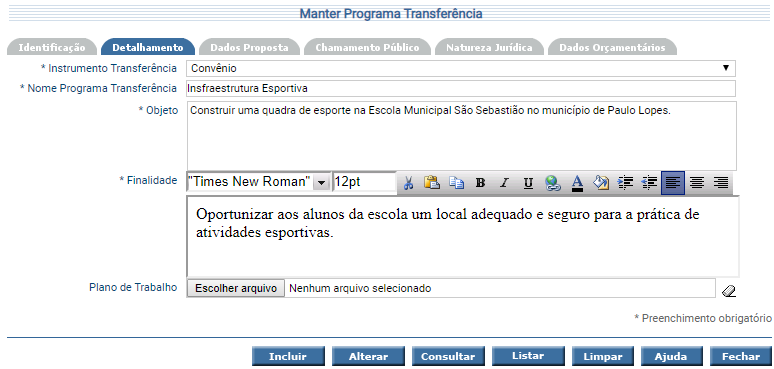 Manter Programa Transferência
Identificação Detalhamento Dados Proposta Chamamento Público Natureza Jurídica Dados Orçamentários
* Instrumento Transferência Convênio
* Nome Programa Transferência Insfraestrutura Esportiva
* Objeto Construir uma quadra de esporte na Escola Municipal São Sebastião no município de Paulo Lopes.
* Finalidade "Times New Roman" 12pt B I U A
Oportunizar aos alunos da escola um local adequado e seguro para a prática de
atividades esportivas.
Plano de Trabalho Escolher arquivo Nenhum arquivo selecionado
* Preenchimento obrigatório
Incluir Alterar Consultar Listar Limpar Ajuda Fechar